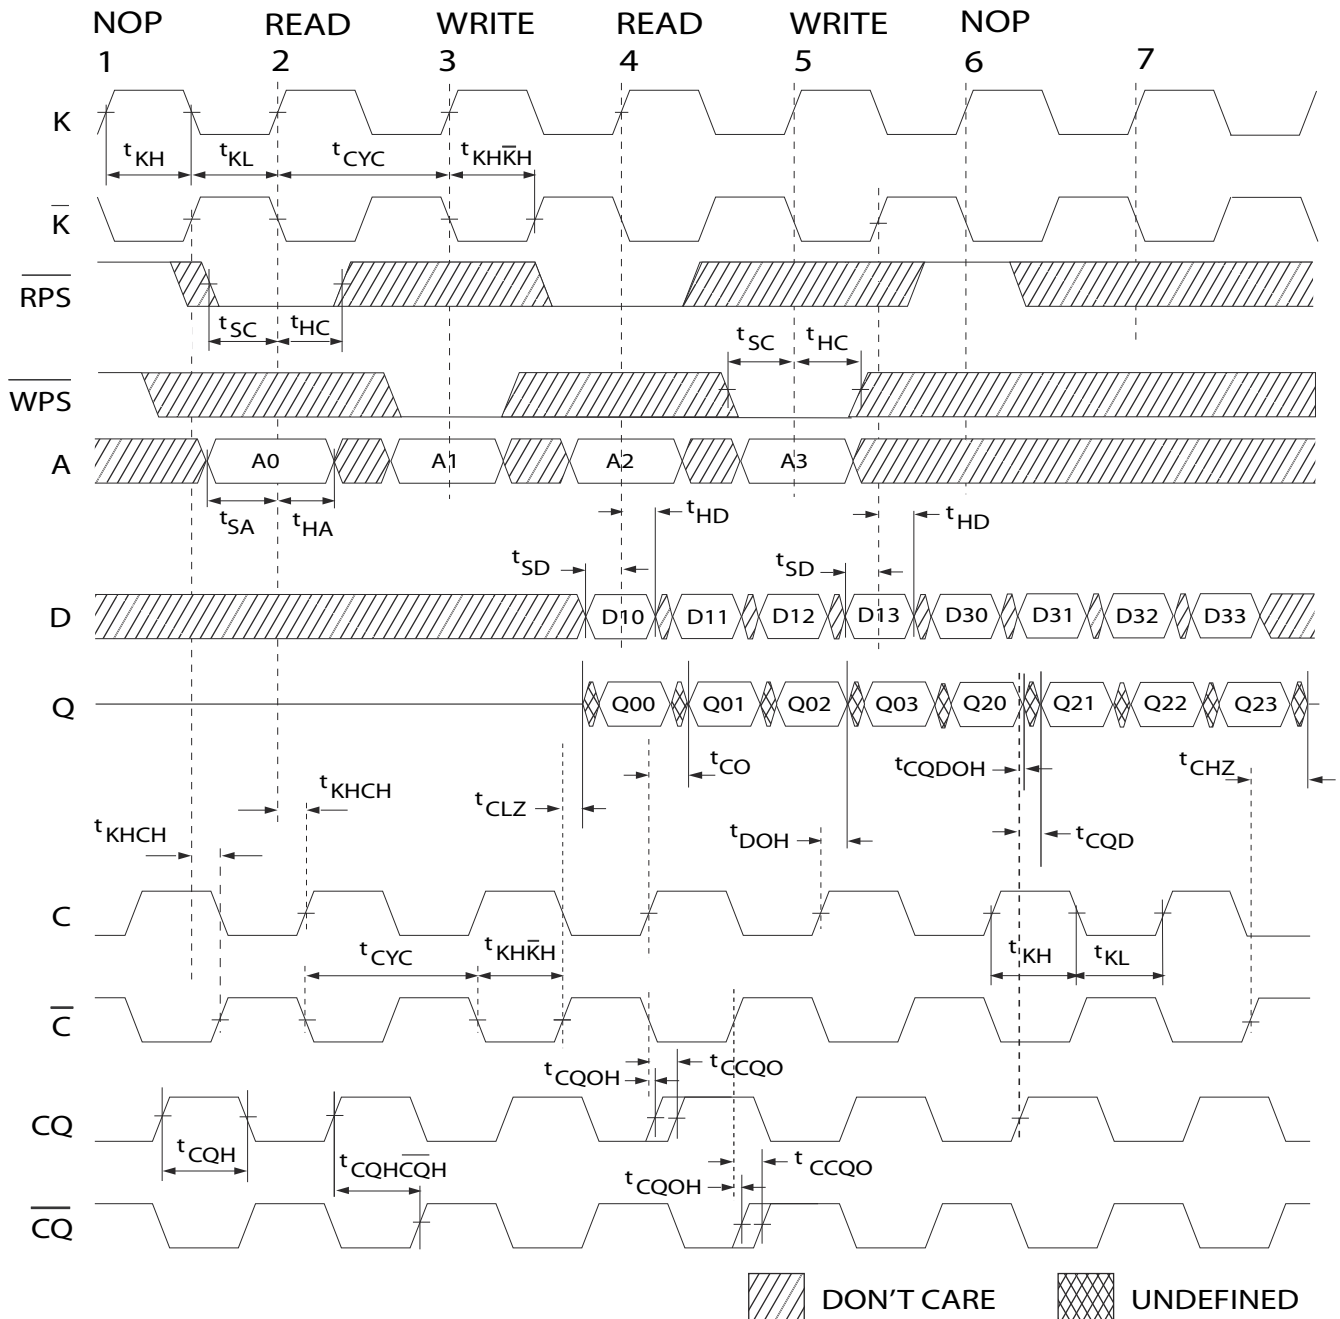 NOP READ WRITE READ WRITE NOP
1 2 3 4 5 6 7
K
tKH tKL tCYC tKHK̅H
K̅
R̅P̅S̅
tSC tHC tSC tHC
W̅P̅S̅
A A0 A1 A2 A3
tSA tHA tHD tHD
tSD tSD
D D10 D11 D12 D13 D30 D31 D32 D33
Q Q00 Q01 Q02 Q03 Q20 Q21 Q22 Q23
tKHCH tCLZ tCO tCQDOH tCHZ
tKHCH tDOH tCQD
C
tCYC tKHK̅H tKH tKL
C̅
tCQOH tCCQO
CQ
tCQH tCQHC̅Q̅H tCQOH tCCQO
C̅Q̅
DON'T CARE UNDEFINED